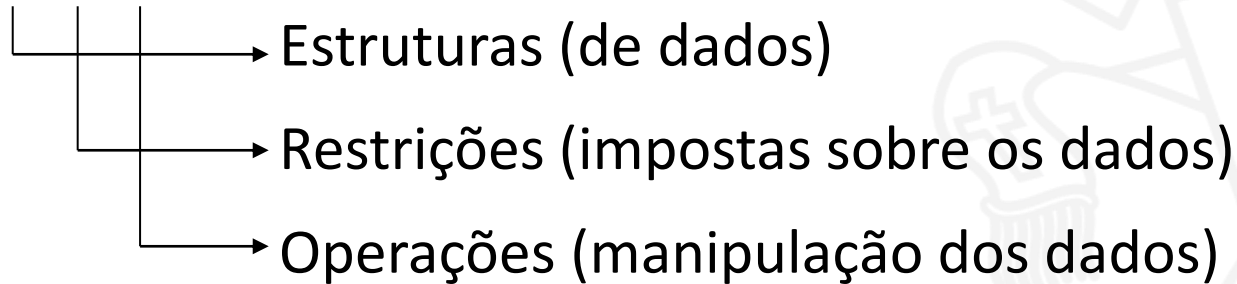 Estruturas (de dados)
Restrições (impostas sobre os dados)
Operações (manipulação dos dados)